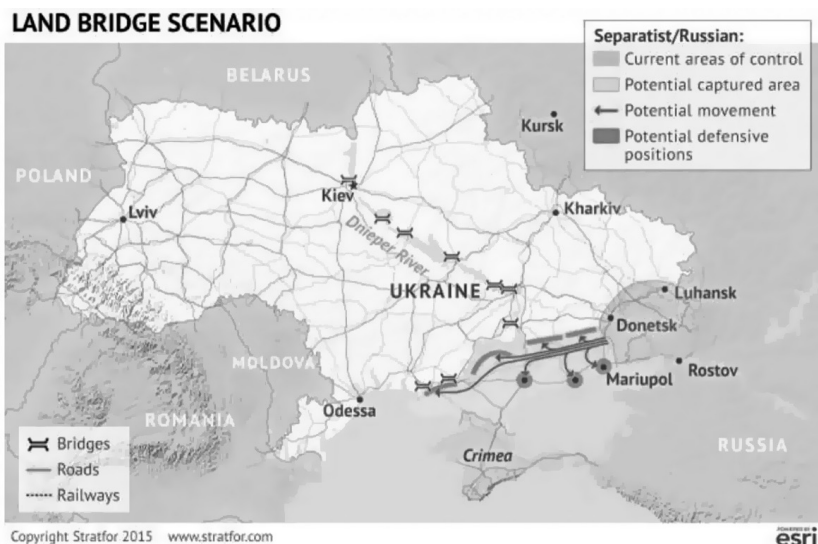 LAND BRIDGE SCENARIO
Separatist/Russian:
Current areas of control
Potential captured area
Potential movement
Potential defensive
positions
BELARUS
Kursk
POLAND
Kiev
Lviv
Kharkiv
Dnieper River
UKRAINE
Luhansk
Donetsk
MOLDOVA
Rostov
Mariupol
Odessa
ROMANIA
RUSSIA
Crimea
Bridges
Roads
Railways
Copyright Stratfor 2015 www.stratfor.com
POWERED BY
esri